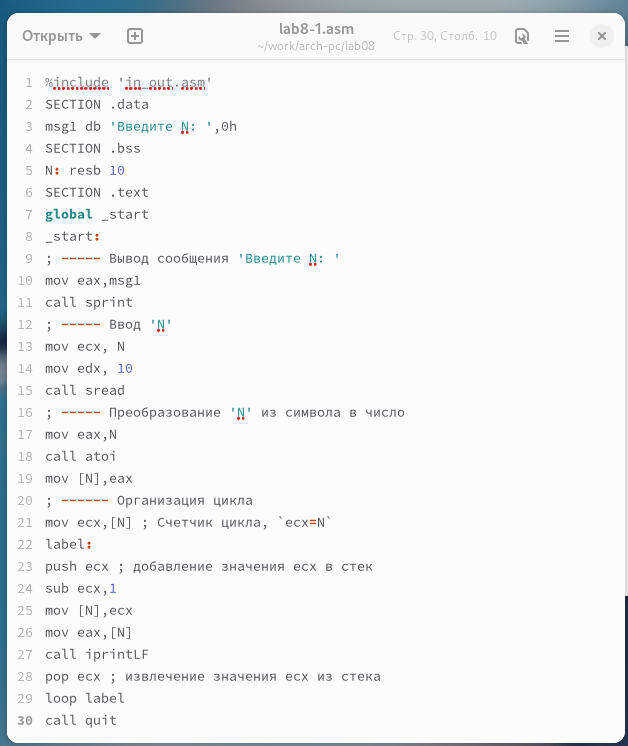 Открыть
lab8-1.asm
~/work/arch-pc/lab08
Стр. 30, Столб. 10
1 %include 'in_out.asm'
2 SECTION .data
3 msg1 db 'Введите N: ',0h
4 SECTION .bss
5 N: resb 10
6 SECTION .text
7 global _start
8 _start:
9 ; ----- Вывод сообщения 'Введите N: '
10 mov eax,msg1
11 call sprint
12 ; ----- Ввод 'N'
13 mov ecx, N
14 mov edx, 10
15 call sread
16 ; ----- Преобразование 'N' из символа в число
17 mov eax,N
18 call atoi
19 mov [N],eax
20 ; ------ Организация цикла
21 mov ecx,[N] ; Счетчик цикла, `ecx=N`
22 label:
23 push ecx ; добавление значения ecx в стек
24 sub ecx,1
25 mov [N],ecx
26 mov eax,[N]
27 call iprintLF
28 pop ecx ; извлечение значения ecx из стека
29 loop label
30 call quit